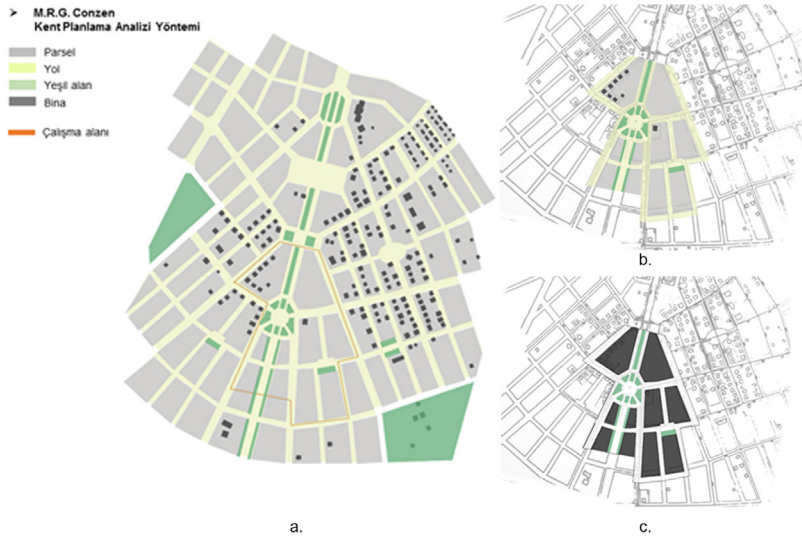 ➢ M.R.G. Conzen
Kent Planlama Analizi Yöntemi
Parsel
Yol
Yeşil alan
Bina
Çalışma alanı
a.
b.
c.